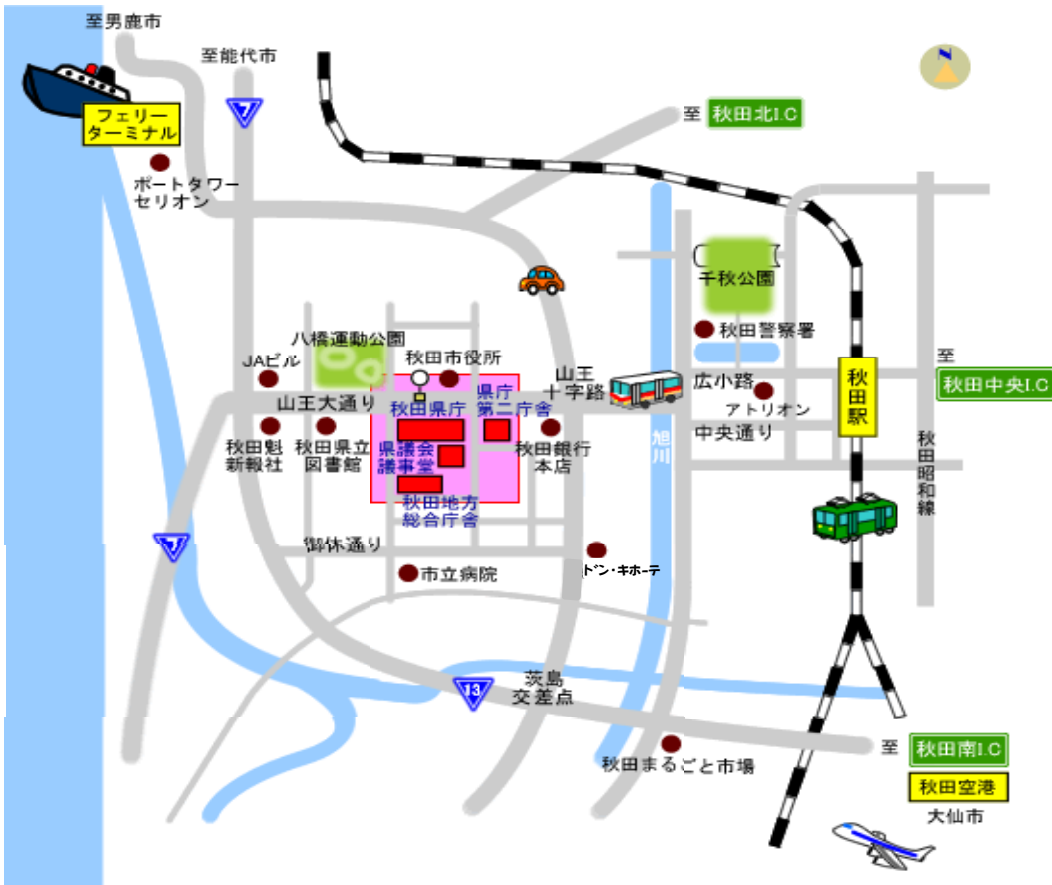 至男鹿市
至能代市
N
7
フェリー
ターミナル
至
秋田北I.C
ポートタワー
セリオン
千秋公園
秋田警察署
八橋運動公園
JAビル
秋田市役所
山王
十字路
広小路
秋田駅
至
秋田中央I.C
県庁
第二庁舎
山王大通り
秋田県庁
アトリオン
中央通り
旭川
秋田昭和線
秋田魁
新報社
秋田県立
図書館
県議会
議事堂
秋田銀行
本店
秋田地方
総合庁舎
7
御休通り
市立病院
ドン・キホーテ
13
茨島
交差点
至
秋田南I.C
秋田まるごと市場
秋田空港
大仙市